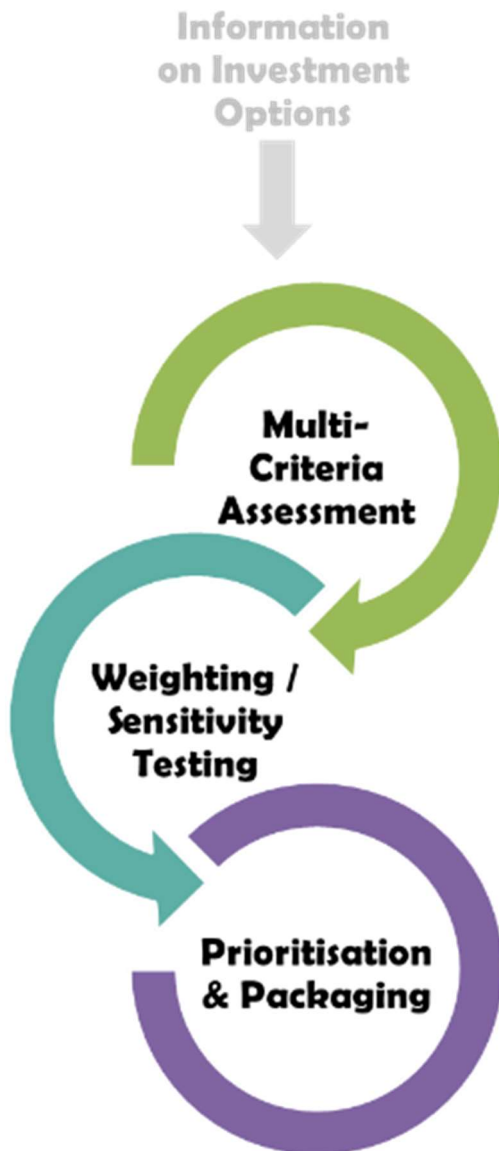 Information
on Investment
Options
Multi-
Criteria
Assessment
Weighting /
Sensitivity
Testing
Prioritisation
& Packaging